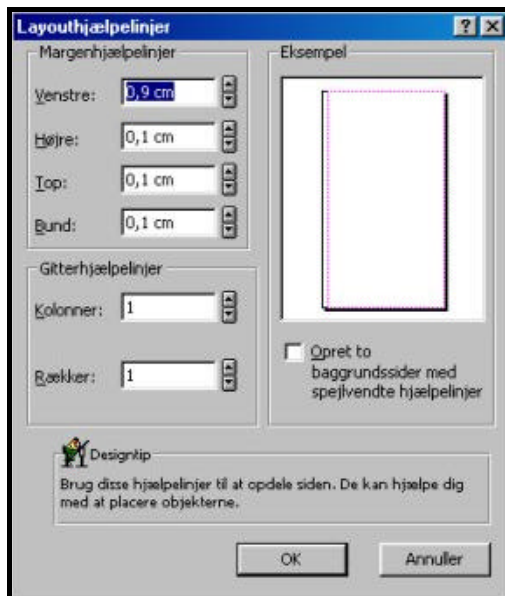 Layouthjælpelinjer
Margenhjælpelinjer
Venstre: 0,9 cm
Højre: 0,1 cm
Top: 0,1 cm
Bund: 0,1 cm
Gitterhjælpelinjer
Kolonner: 1
Rækker: 1
Eksempel
Opret to
baggrundssider med
spejlvendte hjælpelinjer
Designtip
Brug disse hjælpelinjer til at opdele siden. De kan hjælpe dig
med at placere objekterne.
OK
Annuller